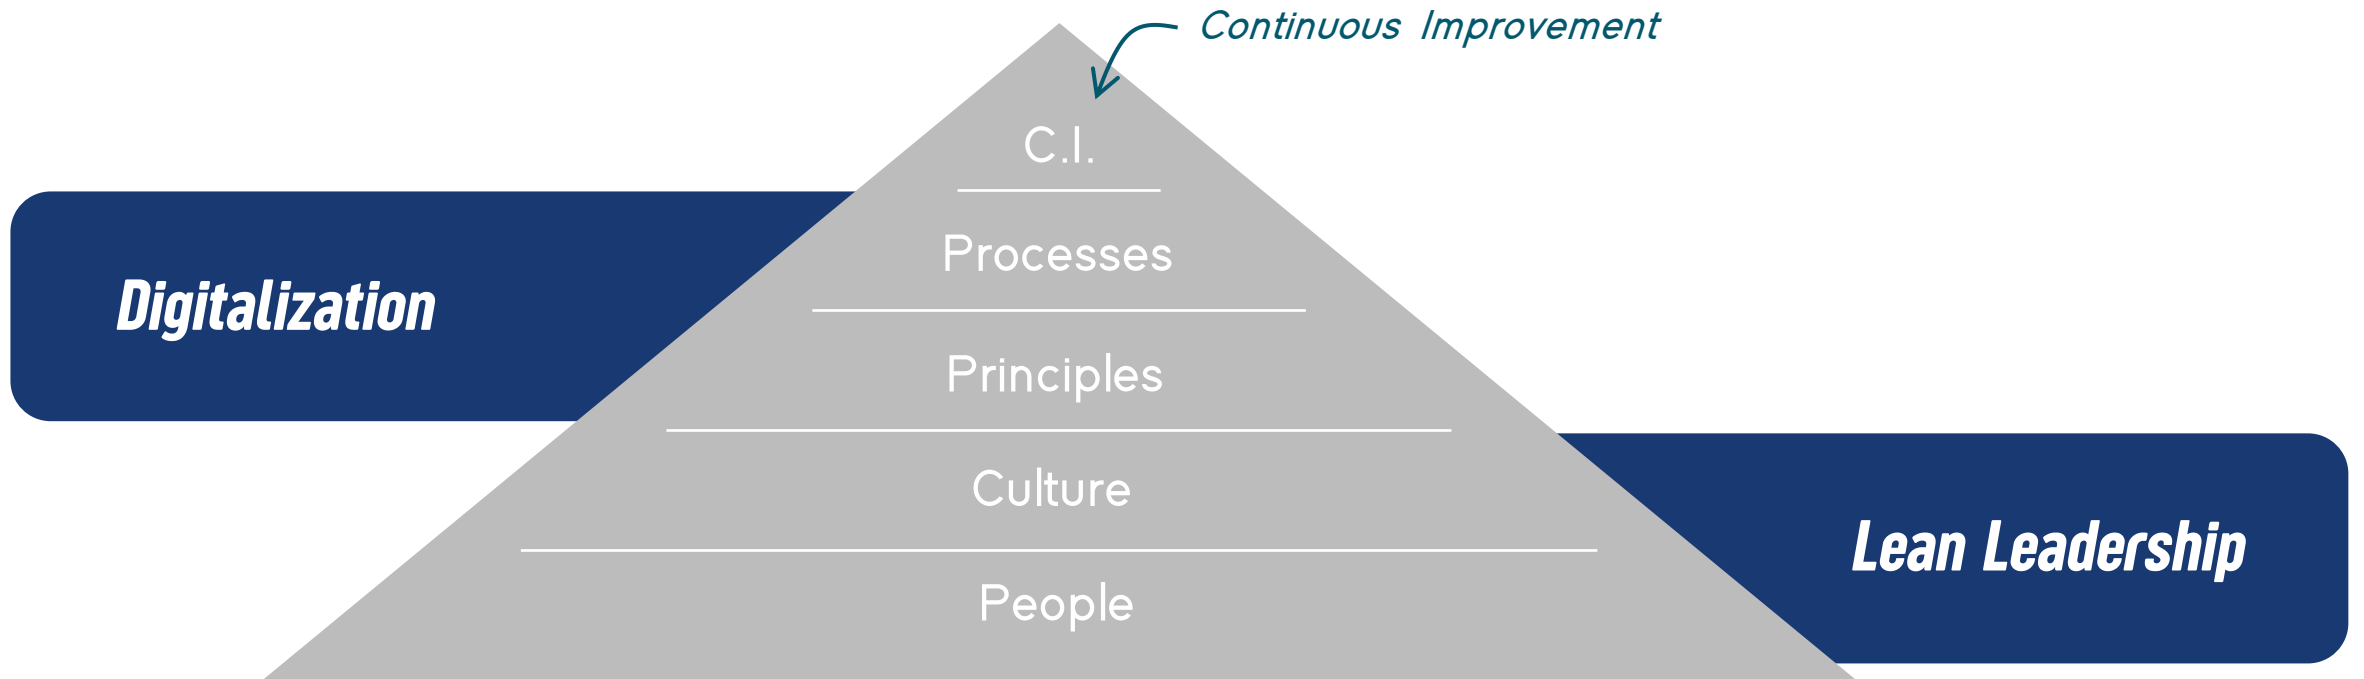 Continuous Improvement
C.I.
Processes
Digitalization
Principles
Culture
Lean Leadership
People